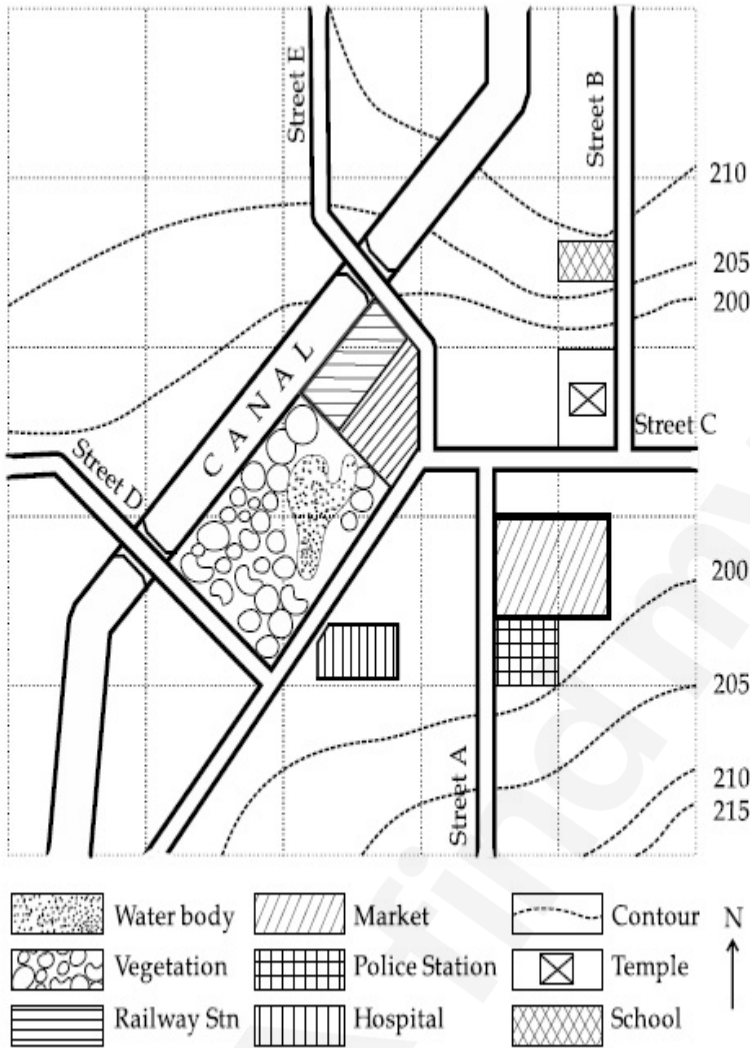 Street E
Street B
210
205
200
CANAL
Street C
Street D
200
205
210
215
Street A
Water body Market Contour N
Vegetation Police Station Temple
Railway Stn Hospital School